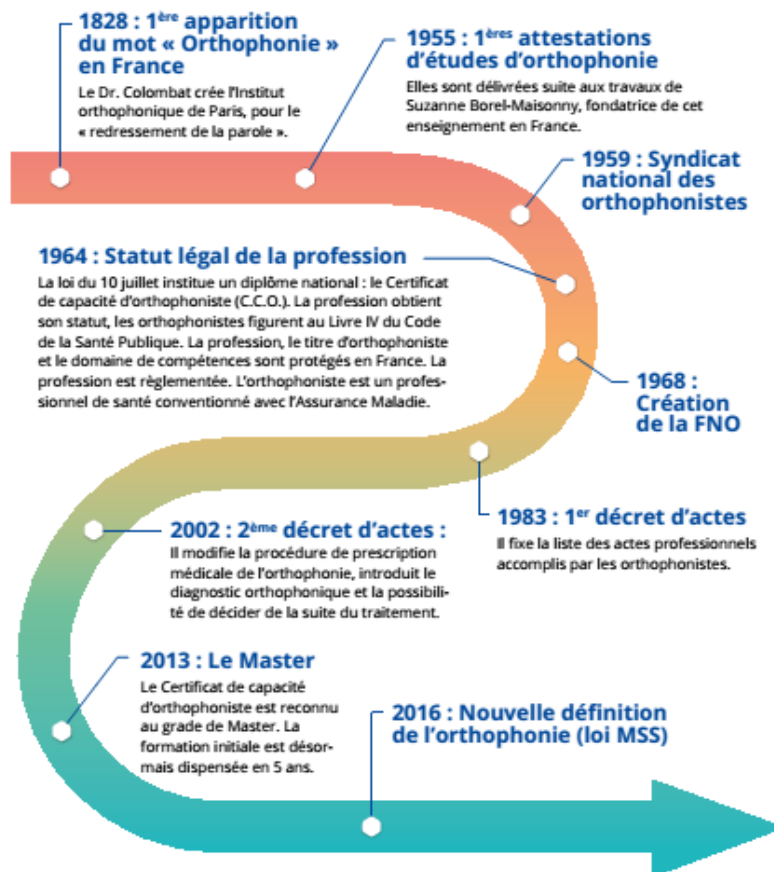 1828 : 1ère apparition
du mot « Orthophonie »
en France
Le Dr. Colombat crée l'Institut
orthophonique de Paris, pour le
« redressement de la parole ».
1955 : 1ères attestations
d'études d'orthophonie
Elles sont délivrées suite aux travaux de
Suzanne Borel-Maisonny, fondatrice de cet
enseignement en France.
1959 : Syndicat
national des
orthophonistes
1964 : Statut légal de la profession
La loi du 10 juillet institue un diplôme national : le Certificat
de capacité d'orthophoniste (C.C.O.). La profession obtient
son statut, les orthophonistes figurent au Livre IV du Code
de la Santé Publique. La profession, le titre d'orthophoniste
et le domaine de compétences sont protégés en France. La
profession est règlementée. L'orthophoniste est un profes-
sionnel de santé conventionné avec l'Assurance Maladie.
1968 :
Création
de la FNO
1983 : 1er décret d'actes
Il fixe la liste des actes professionnels
accomplis par les orthophonistes.
2002 : 2ème décret d'actes :
Il modifie la procédure de prescription
médicale de l'orthophonie, introduit le
diagnostic orthophonique et la possibili-
té de décider de la suite du traitement.
2013 : Le Master
Le Certificat de capacité
d'orthophoniste est reconnu
au grade de Master. La
formation initiale est désor-
mais dispensée en 5 ans.
2016 : Nouvelle définition
de l'orthophonie (loi MSS)